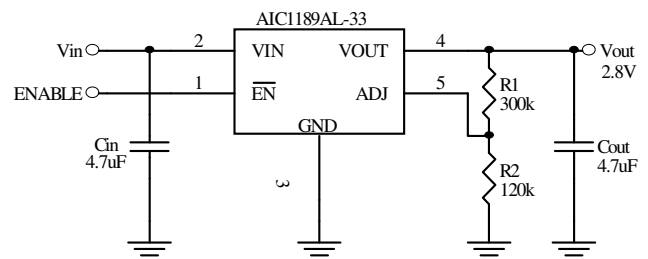 AIC1189AL-33
Vin
2
VIN
VOUT
4
Vout
2.8V
ENABLE
1
EN
ADJ
5
R1
300k
GND
Cin
4.7uF
R2
120k
Cout
4.7uF
3